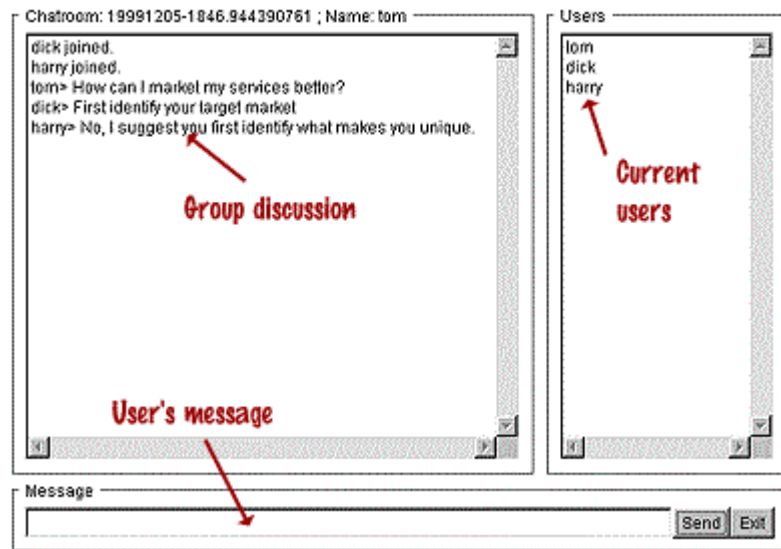 Chatroom: 19991205-1846.944390761 ; Name: tom
dick joined.
harry joined.
tom> How can I market my services better?
dick> First identify your target market
harry> No, I suggest you first identify what makes you unique.
Group discussion
Users
tom
dick
harry
Current
users
User's message
Message
Send
Exit